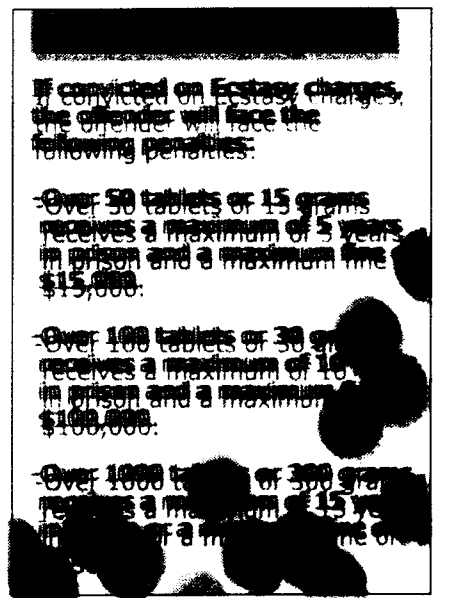 If convicted on Ecstasy charges,
the offender will face the
following penalties:
-Over 50 tablets or 15 grams
receives a maximum of 5 years
in prison and a maximum fine
$15,000.
-Over 100 tablets or 30
receives a maximum of 10
in prison and a maximum
$100,000.
-Over 1000 or 300 grams
a of 15
a